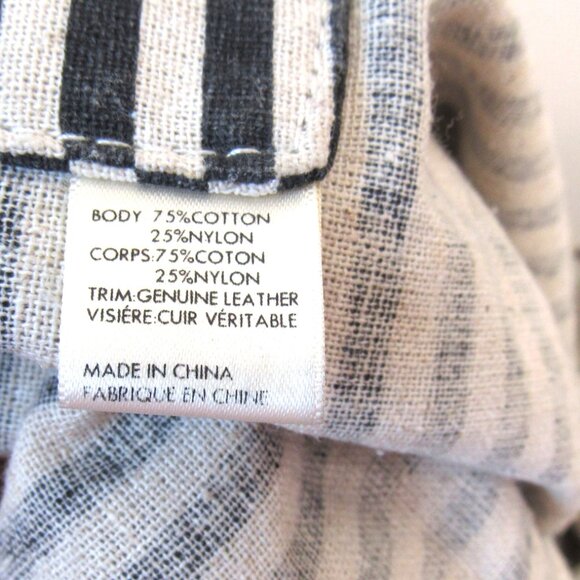 BODY 75%COTTON
25%NYLON
CORPS:75%COTON
25%NYLON
TRIM:GENUINE LEATHER
VISIÉRE:CUIR VÉRITABLE
MADE IN CHINA
FABRIQUE EN CHINE